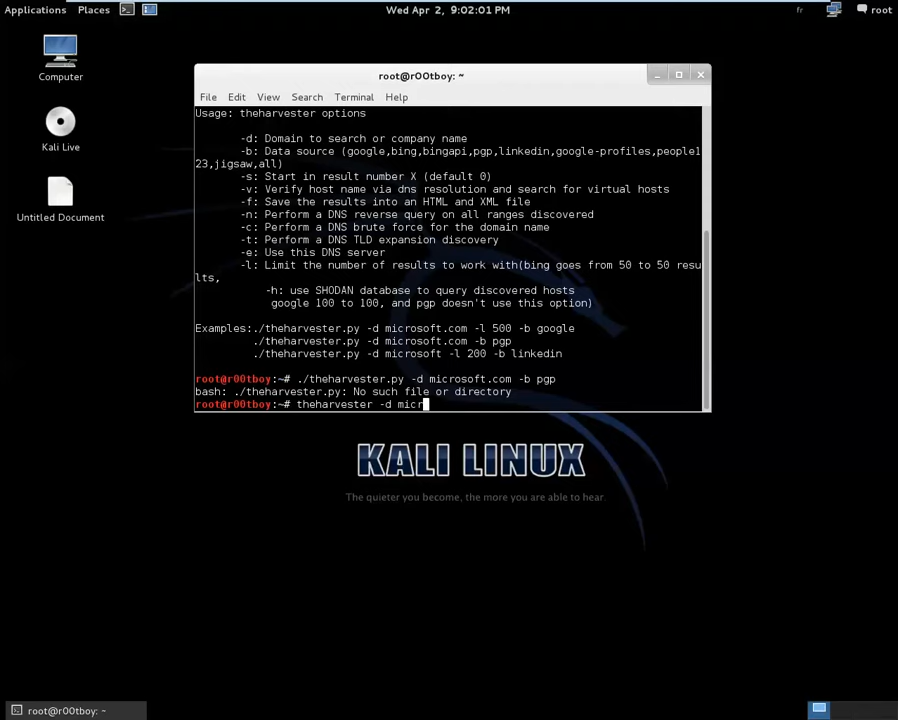 Applications Places Wed Apr 2, 9:02:01 PM fr root
Computer
Kali Live
Untitled Document
root@r00tboy: ~
File Edit View Search Terminal Help
Usage: theharvester options
-d: Domain to search or company name
-b: Data source (google,bing,bingapi,pgp,linkedin,google-profiles,people1
23,jigsaw,all)
-s: Start in result number X (default 0)
-v: Verify host name via dns resolution and search for virtual hosts
-f: Save the results into an HTML and XML file
-n: Perform a DNS reverse query on all ranges discovered
-c: Perform a DNS brute force for the domain name
-t: Perform a DNS TLD expansion discovery
-e: Use this DNS server
-l: Limit the number of results to work with(bing goes from 50 to 50 resu
lts,
-h: use SHODAN database to query discovered hosts
google 100 to 100, and pgp doesn't use this option)
Examples:./theharvester.py -d microsoft.com -l 500 -b google
./theharvester.py -d microsoft.com -b pgp
./theharvester.py -d microsoft -l 200 -b linkedin
root@r00tboy:~# ./theharvester.py -d microsoft.com -b pgp
bash: ./theharvester.py: No such file or directory
root@r00tboy:~# theharvester -d micr
KALI LINUX
The quieter you become, the more you are able to hear.
root@r00tboy: ~